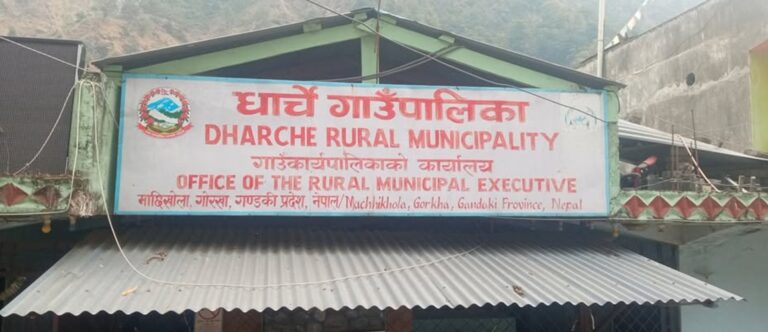 धार्चे गाउँपालिका
DHARCHE RURAL MUNICIPALITY
गाउँकार्यपालिकाको कार्यालय
OFFICE OF THE RURAL MUNICIPAL EXECUTIVE
माछिखोला, गोरखा, गण्डकी प्रदेश, नेपाल/Machhikhola, Gorkha, Gandaki Province, Nepal